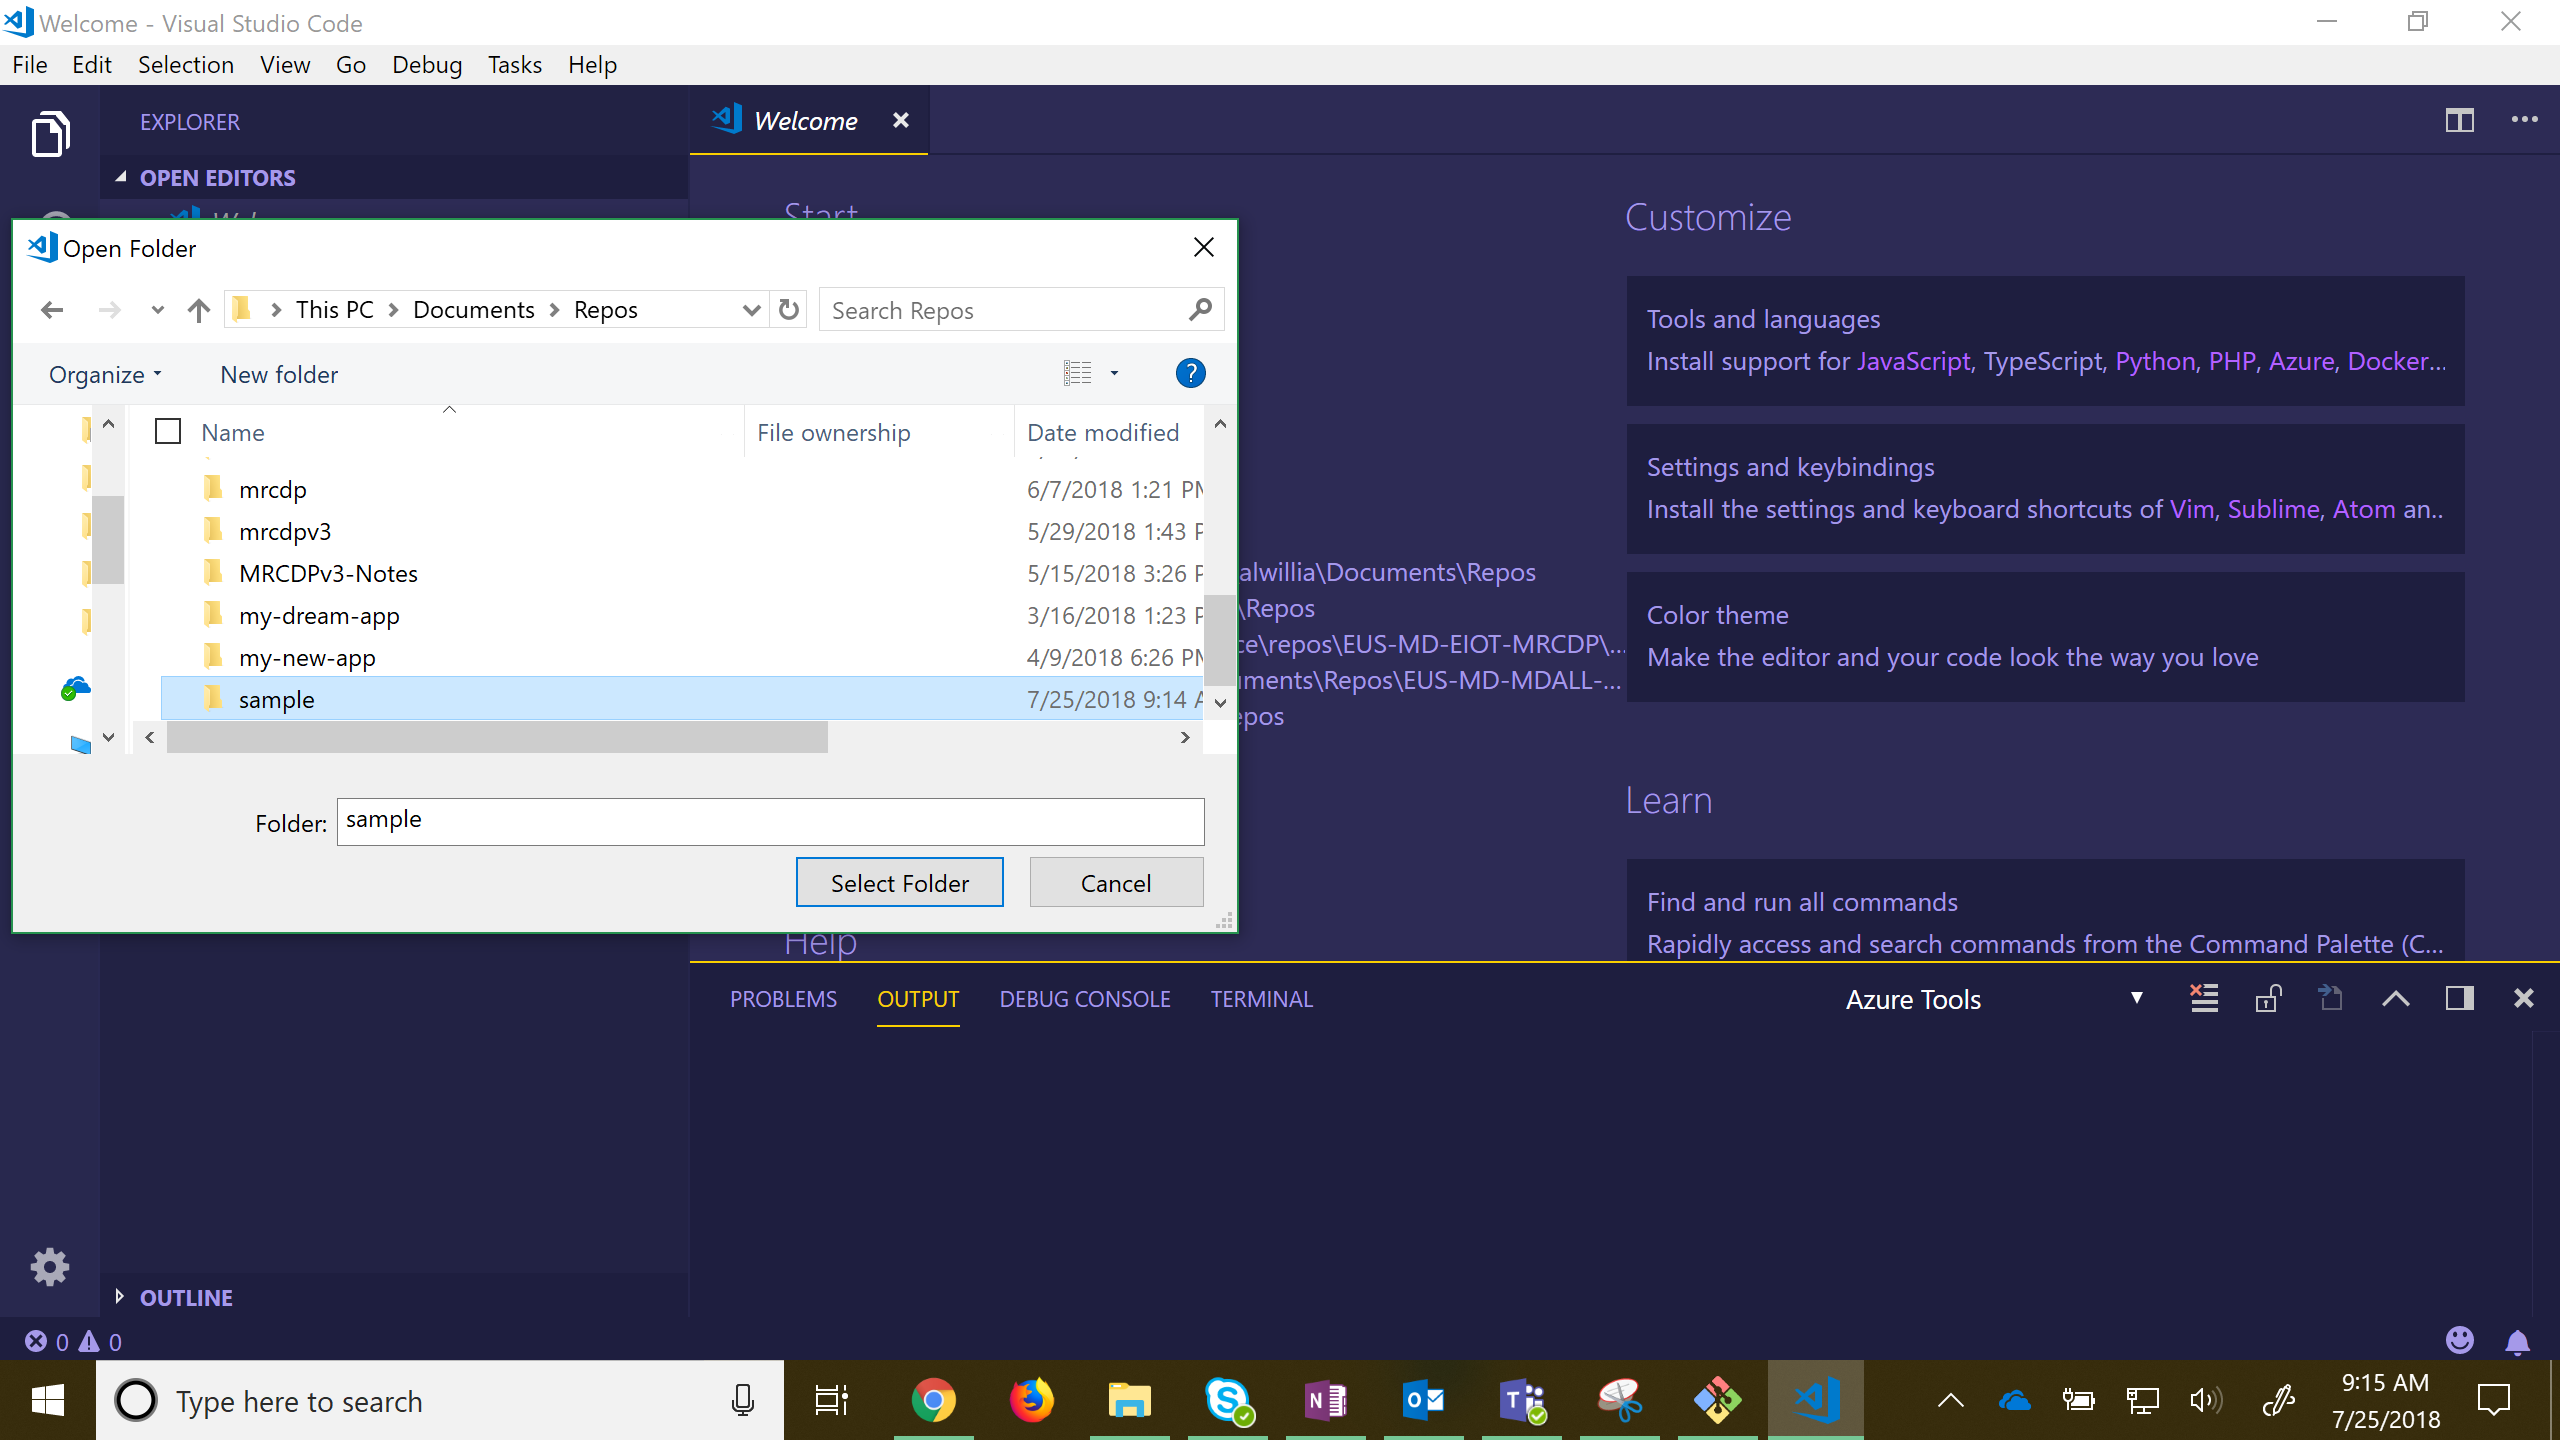 Welcome - Visual Studio Code
File Edit Selection View Go Debug Tasks Help
EXPLORER
OPEN EDITORS
Welcome
Open Folder
This PC > Documents > Repos
Search Repos
Organize
New folder
Name File ownership Date modified
mrcdp 6/7/2018 1:21 PM
mrcdpv3 5/29/2018 1:43 P
MRCDPv3-Notes 5/15/2018 3:26 P
my-dream-app 3/16/2018 1:23 P
my-new-app 4/9/2018 6:26 PM
sample 7/25/2018 9:14 A
Folder: sample
Select Folder Cancel
Start
alwillia\Documents\Repos
\Repos
ce\repos\EUS-MD-EIOT-MRCDP\...
uments\Repos\EUS-MD-MDALL-...
epos
Help
Customize
Tools and languages
Install support for JavaScript, TypeScript, Python, PHP, Azure, Docker...
Settings and keybindings
Install the settings and keyboard shortcuts of Vim, Sublime, Atom an..
Color theme
Make the editor and your code look the way you love
Learn
Find and run all commands
Rapidly access and search commands from the Command Palette (C...
PROBLEMS OUTPUT DEBUG CONSOLE TERMINAL
Azure Tools
OUTLINE
0 0
Type here to search
9:15 AM
7/25/2018